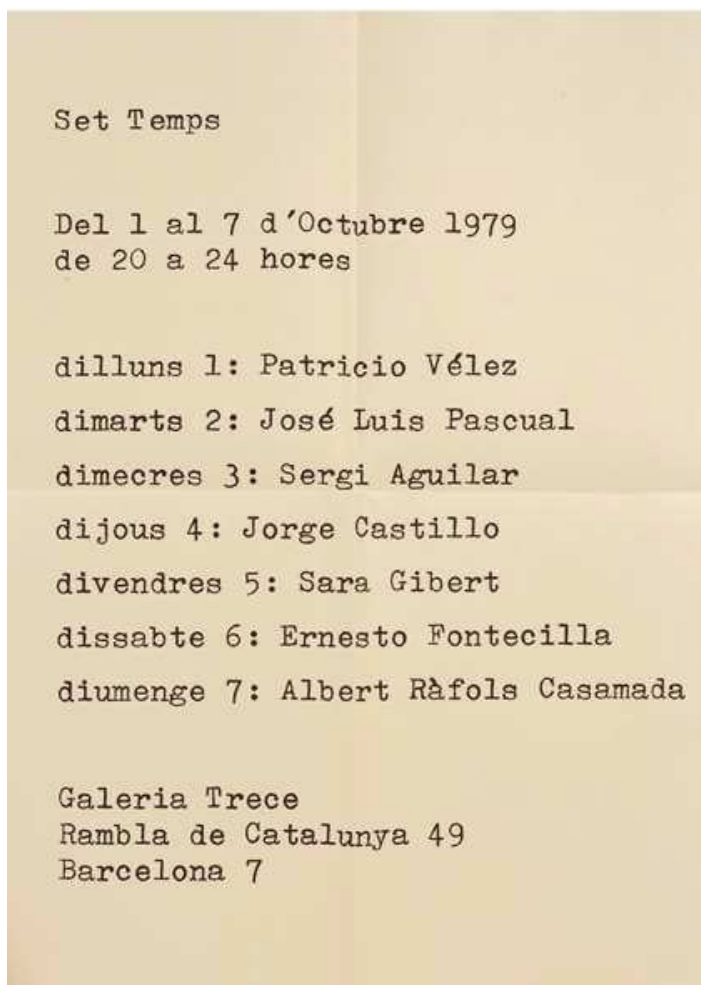 Set Temps
Del 1 al 7 d'Octubre 1979
de 20 a 24 hores
dilluns 1: Patricio Vélez
dimarts 2: José Luis Pascual
dimecres 3: Sergi Aguilar
dijous 4: Jorge Castillo
divendres 5: Sara Gibert
dissabte 6: Ernesto Fontecilla
diumenge 7: Albert Ràfols Casamada
Galeria Trece
Rambla de Catalunya 49
Barcelona 7